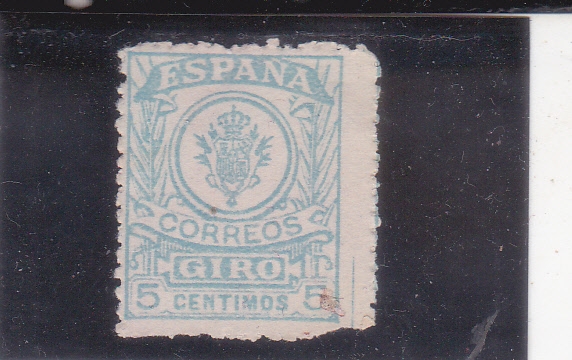 ESPAÑA
CORREOS
GIRO
5 CENTIMOS 5